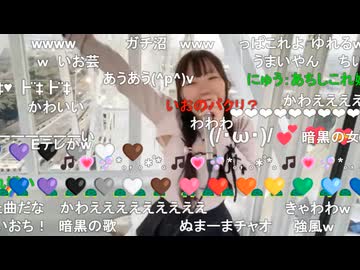 wwww ガチ沼 www っぱこれよ ゆれるw
w いお芸 うまいやん ちい
あうあう(^p^)v にゅう:あちしこれ
かわいい いおのパクリ? かわええええ
わわわ
い (/・ω・)/ 💕 暗黒の女
Eテレかw
きゃわわw
曲だな かわええええええええ
いおち! 暗黒の歌 ぬまーまチャオ 強風w